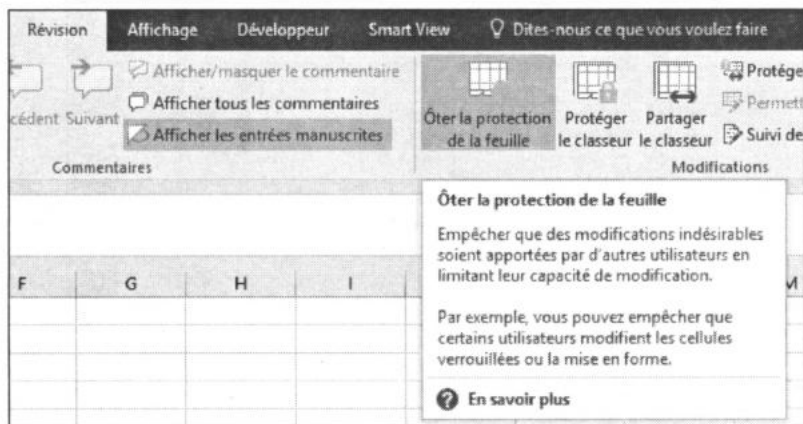 Révision Affichage Développeur Smart View Dites-nous ce que vous voulez faire
Afficher/masquer le commentaire
Afficher tous les commentaires
Afficher les entrées manuscrites
cédent Suivant
Commentaires
Ôter la protection
de la feuille
Protéger
le classeur
Partager
le classeur
Protége
Permett
Suivi de
Modifications
Ôter la protection de la feuille
Empêcher que des modifications indésirables
soient apportées par d'autres utilisateurs en
limitant leur capacité de modification.
Par exemple, vous pouvez empêcher que
certains utilisateurs modifient les cellules
verrouillées ou la mise en forme.
En savoir plus
F G H I M